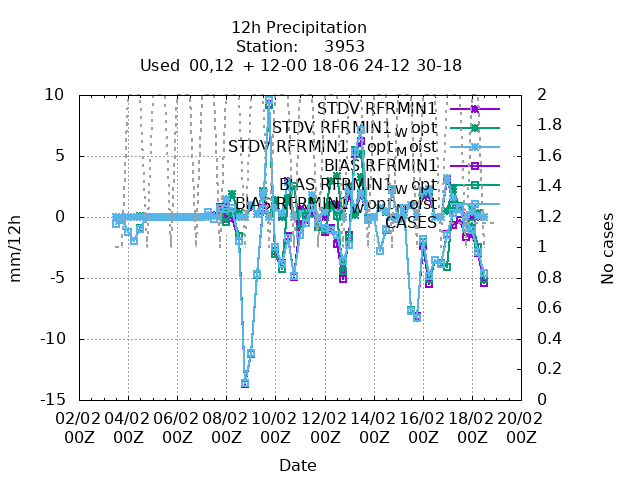 12h Precipitation
Station: 3953
Used 00,12 + 12-00 18-06 24-12 30-18
10
5
0
-5
-10
-15
mm/12h
2
1.8
1.6
1.4
1.2
1
0.8
0.6
0.4
0.2
0
No cases
STDV RFRMIN1
STDV RFRMIN1wopt
STDV RFRMIN1woptMoist
BIAS RFRMIN1
BIAS RFRMIN1wopt
BIAS RFRMIN1woptMoist
CASES
02/02 04/02 06/02 08/02 10/02 12/02 14/02 16/02 18/02 20/02
00Z 00Z 00Z 00Z 00Z 00Z 00Z 00Z 00Z 00Z
Date